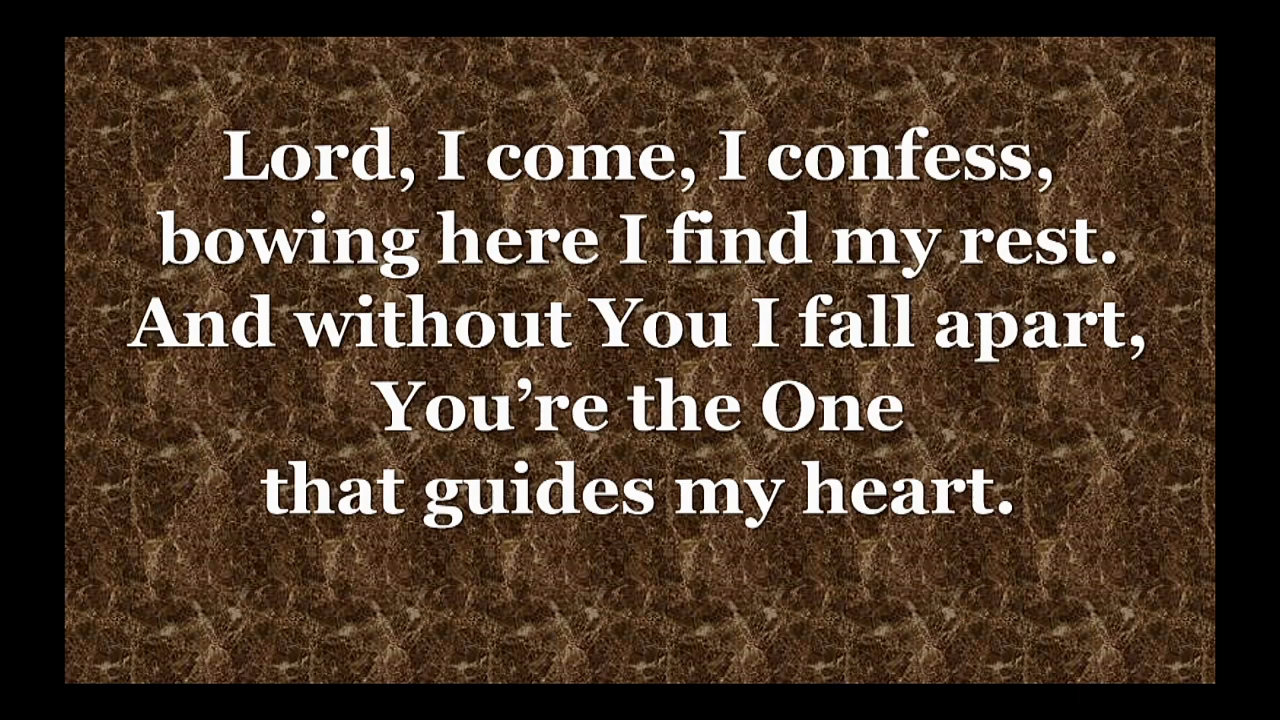 Lord, I come, I confess,
bowing here I find my rest.
And without You I fall apart,
You’re the One
that guides my heart.